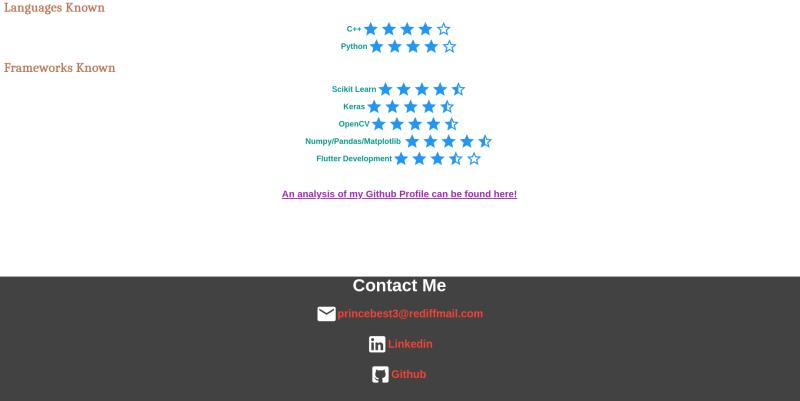 Languages Known
C++
Python
Frameworks Known
Scikit Learn
Keras
OpenCV
Numpy/Pandas/Matplotlib
Flutter Development
An analysis of my Github Profile can be found here!
Contact Me
princebest3@rediffmail.com
Linkedin
Github